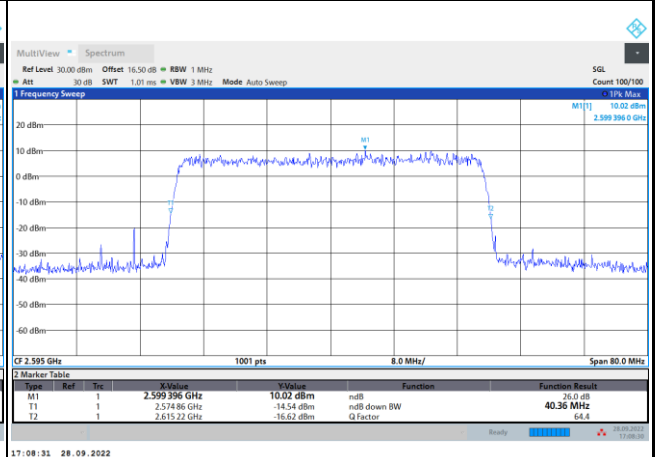 MultiView Spectrum
Ref Level 30.00 dBm Offset 16.50 dB RBW 1 MHz SGL
Att 30 dB SWT 1.01 ms VBW 3 MHz Mode Auto Sweep Count 100/100
1 Frequency Sweep 1Pk Max
M1[1] 10.02 dBm
2.599 396 0 GHz
20 dBm
M1
10 dBm
0 dBm
-10 dBm
T1
T2
-20 dBm
-30 dBm
-40 dBm
-50 dBm
-60 dBm
CF 2.595 GHz 1001 pts 8.0 MHz/ Span 80.0 MHz
2 Marker Table
Type Ref Trc X-Value Y-Value Function Function Result
M1 1 2.599 396 GHz 10.02 dBm ndB 26.0 dB
T1 1 2.574 86 GHz -14.54 dBm ndB down BW 40.36 MHz
T2 1 2.615 22 GHz -16.62 dBm Q Factor 64.4
Ready 28.09.2022
17:08:30
17:08:31 28.09.2022